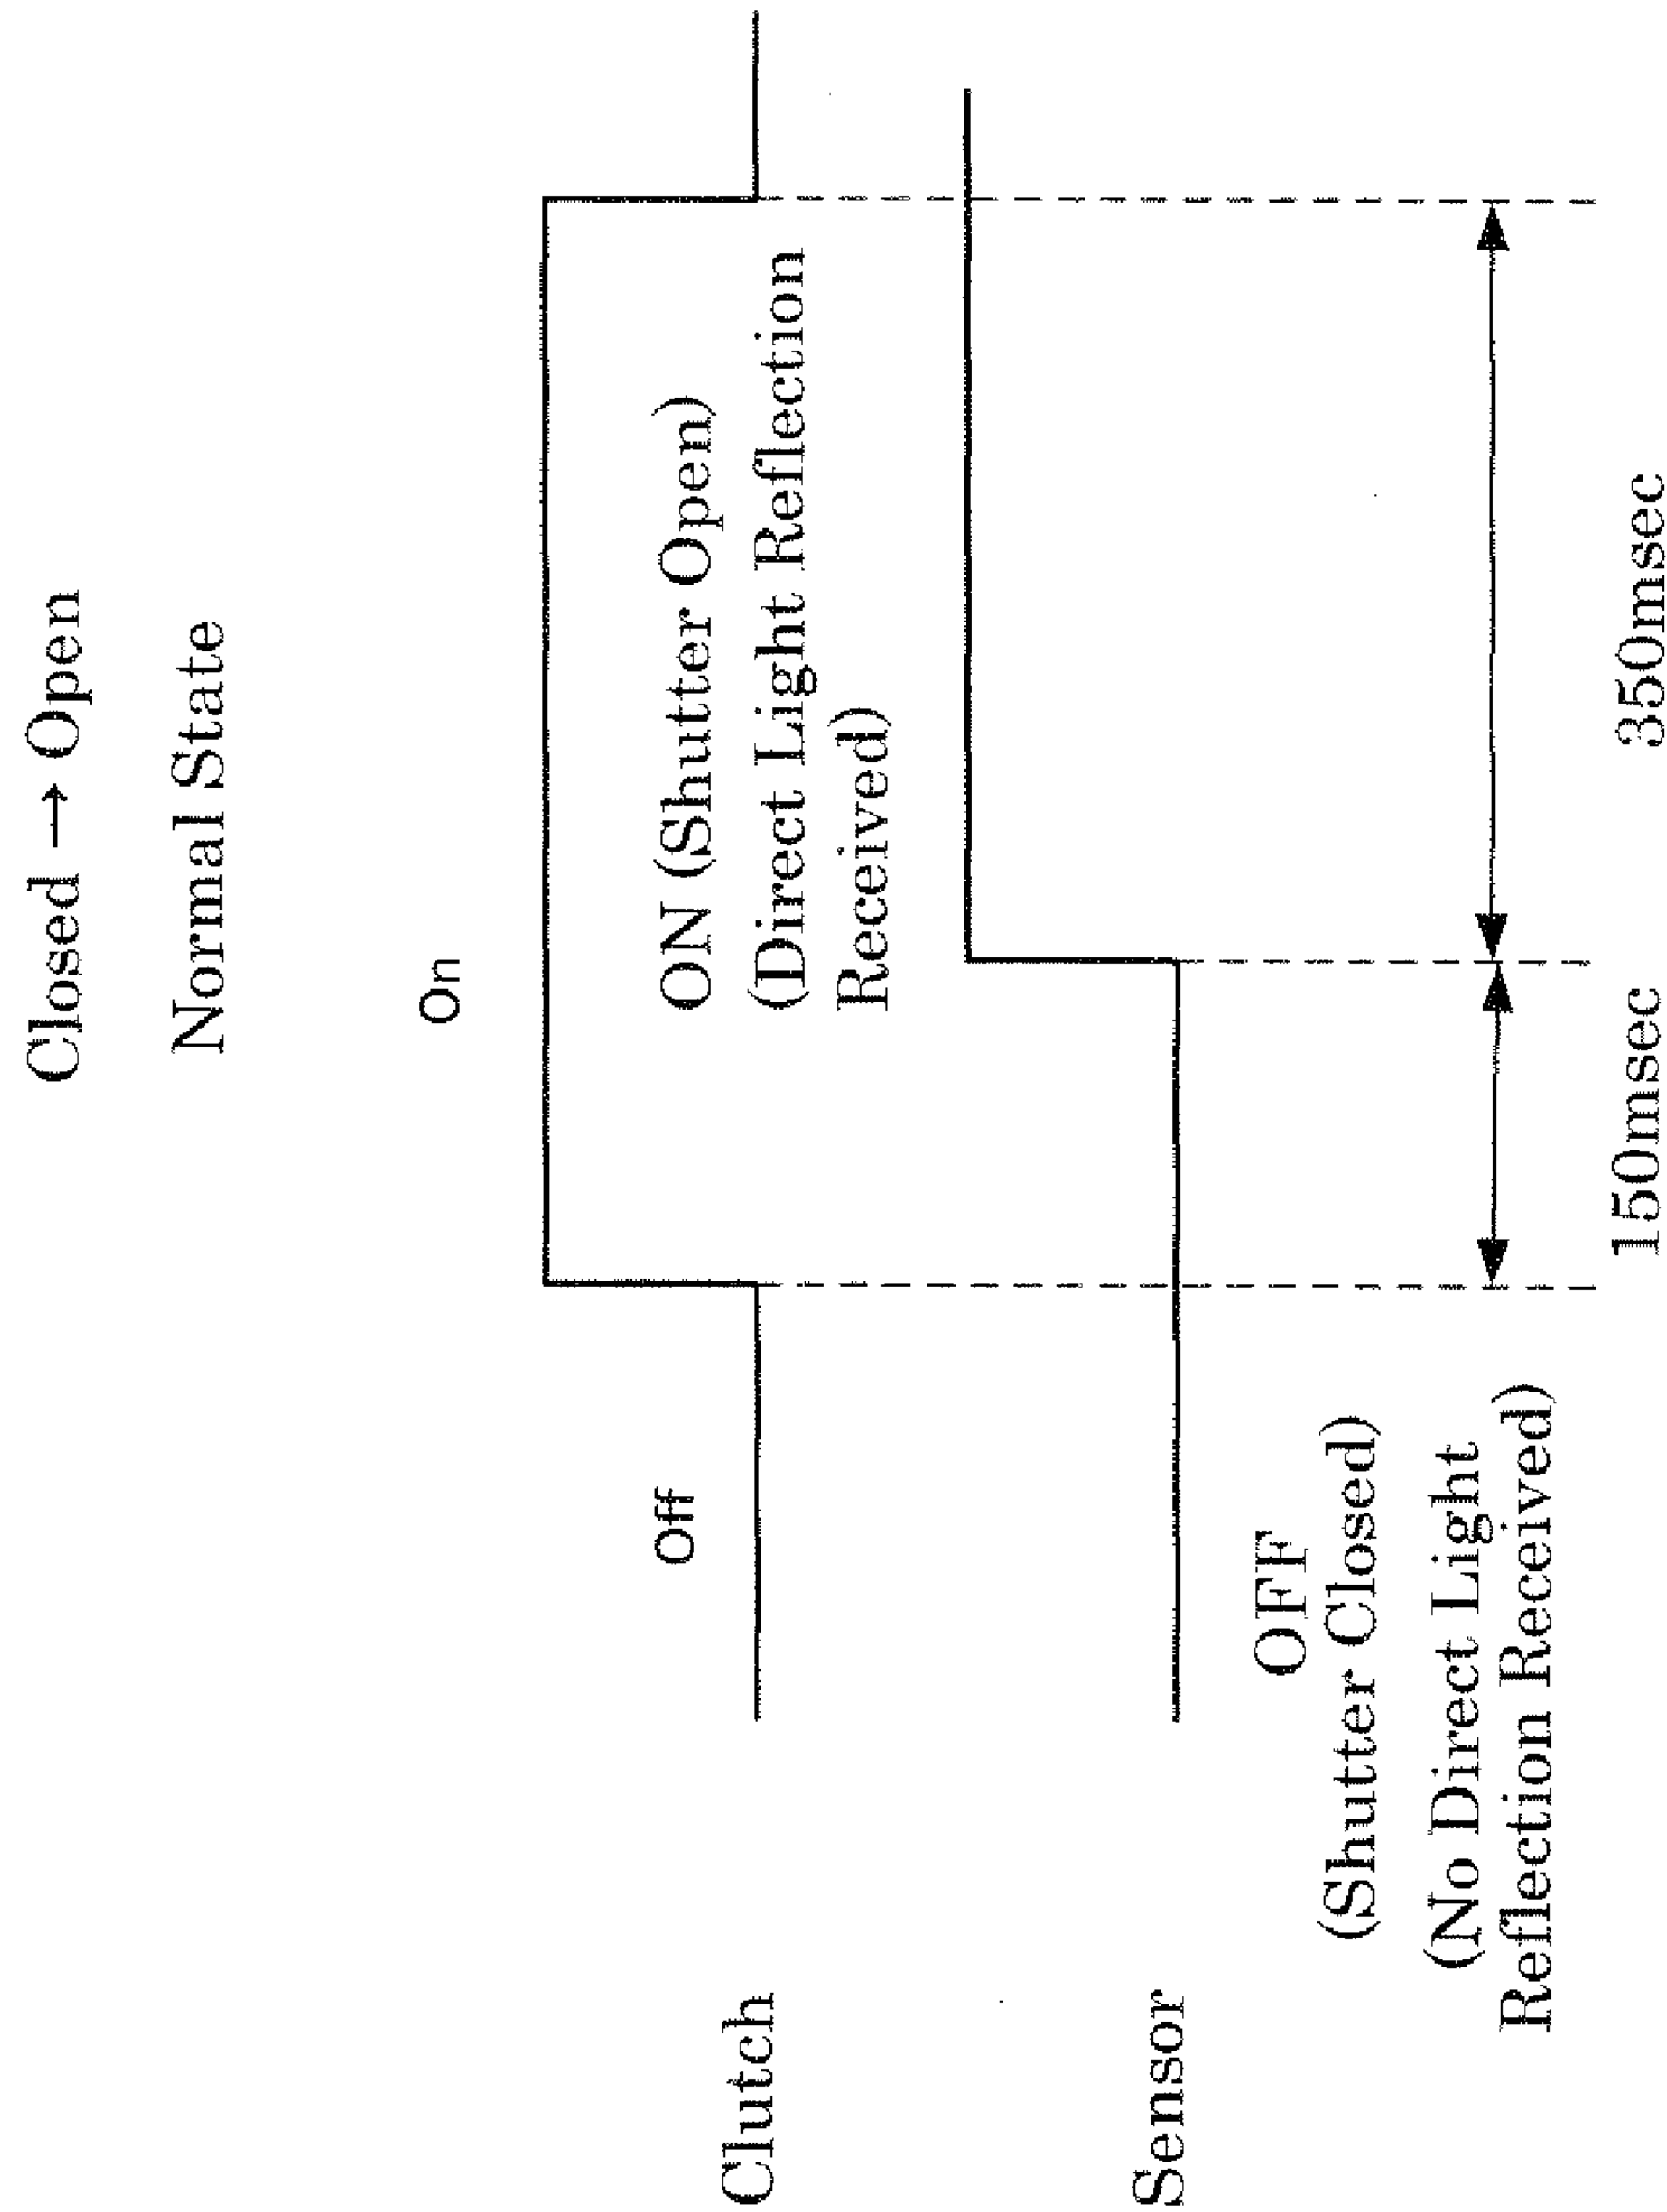 Closed → Open
Normal State
On
Off
Clutch
ON (Shutter Open)
(Direct Light Reflection
Received)
Sensor
OFF
(Shutter Closed)
(No Direct Light
Reflection Received)
150msec
350msec